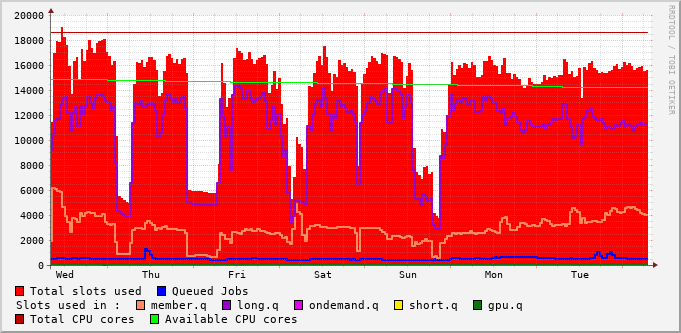 20000
18000
16000
14000
12000
10000
8000
6000
4000
2000
0
Wed Thu Fri Sat Sun Mon Tue
Total slots used Queued Jobs
Slots used in : member.q long.q ondemand.q short.q gpu.q
Total CPU cores Available CPU cores
RRDTOOL / TOBI OETIKER